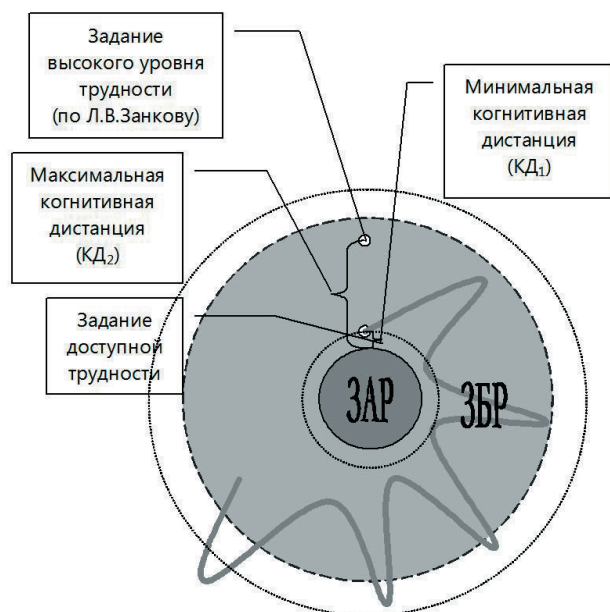 Задание
высокого уровня
трудности
(по Л.В.Занкову)
Минимальная
когнитивная
дистанция
(КД₁)
Максимальная
когнитивная
дистанция
(КД₂)
Задание
доступной
трудности
ЗАР
ЗБР